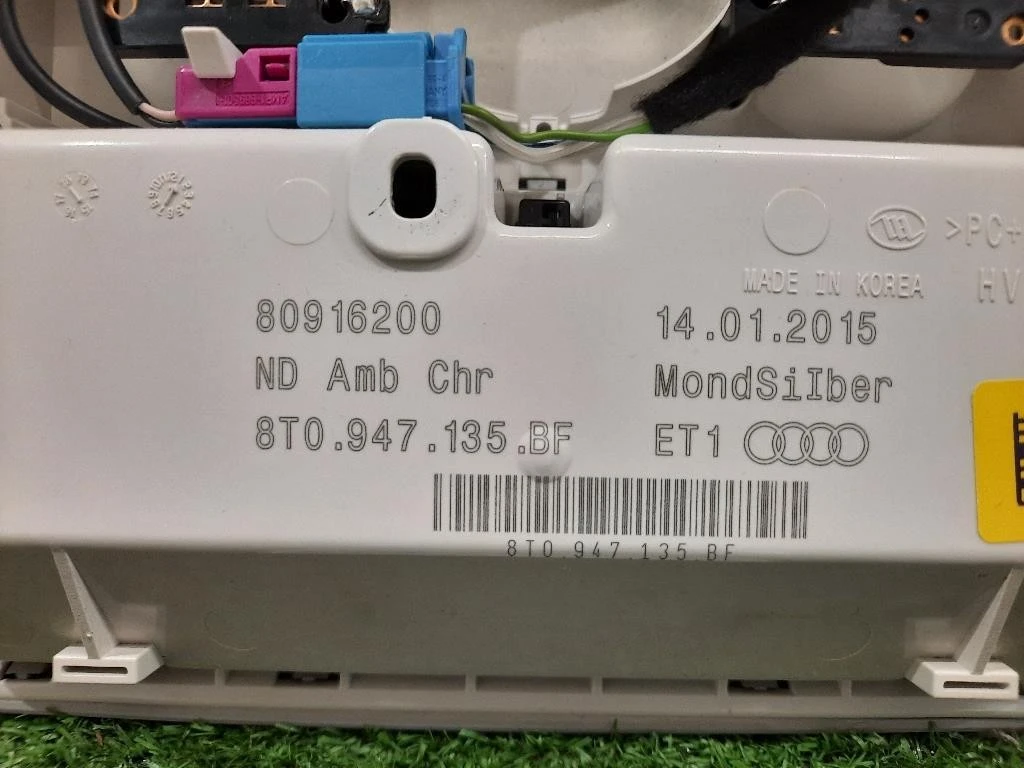 >PC+
MADE IN KOREA
HV
80916200
14.01.2015
ND Amb Chr
MondSilber
8T0.947.135.BF
ET1
8T0.947.135.BF